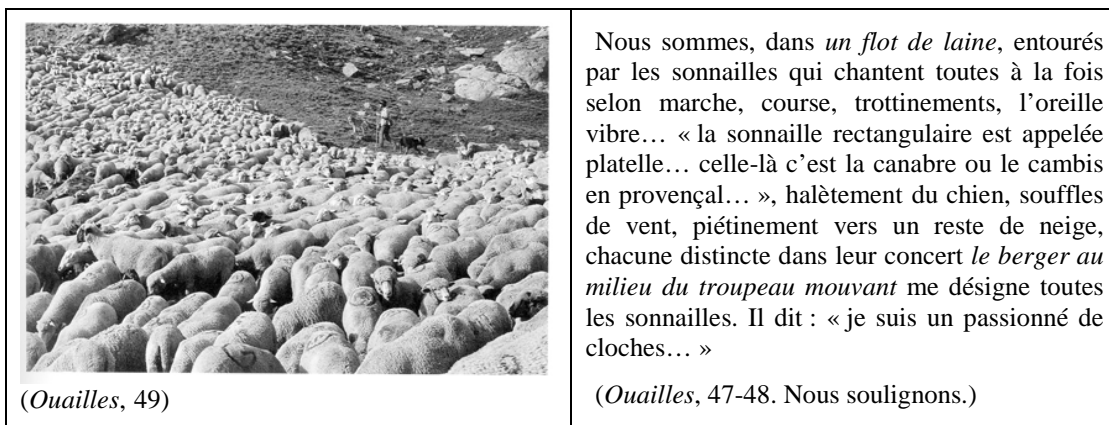 (Ouailles, 49)
Nous sommes, dans un flot de laine, entourés
par les sonnailles qui chantent toutes à la fois
selon marche, course, trottinements, l’oreille
vibre… « la sonnaille rectangulaire est appelée
platelle… celle-là c’est la canabre ou le cambis
en provençal… », halètement du chien, souffles
de vent, piétinement vers un reste de neige,
chacune distincte dans leur concert le berger au
milieu du troupeau mouvant me désigne toutes
les sonnailles. Il dit : « je suis un passionné de
cloches… »
(Ouailles, 47-48. Nous soulignons.)